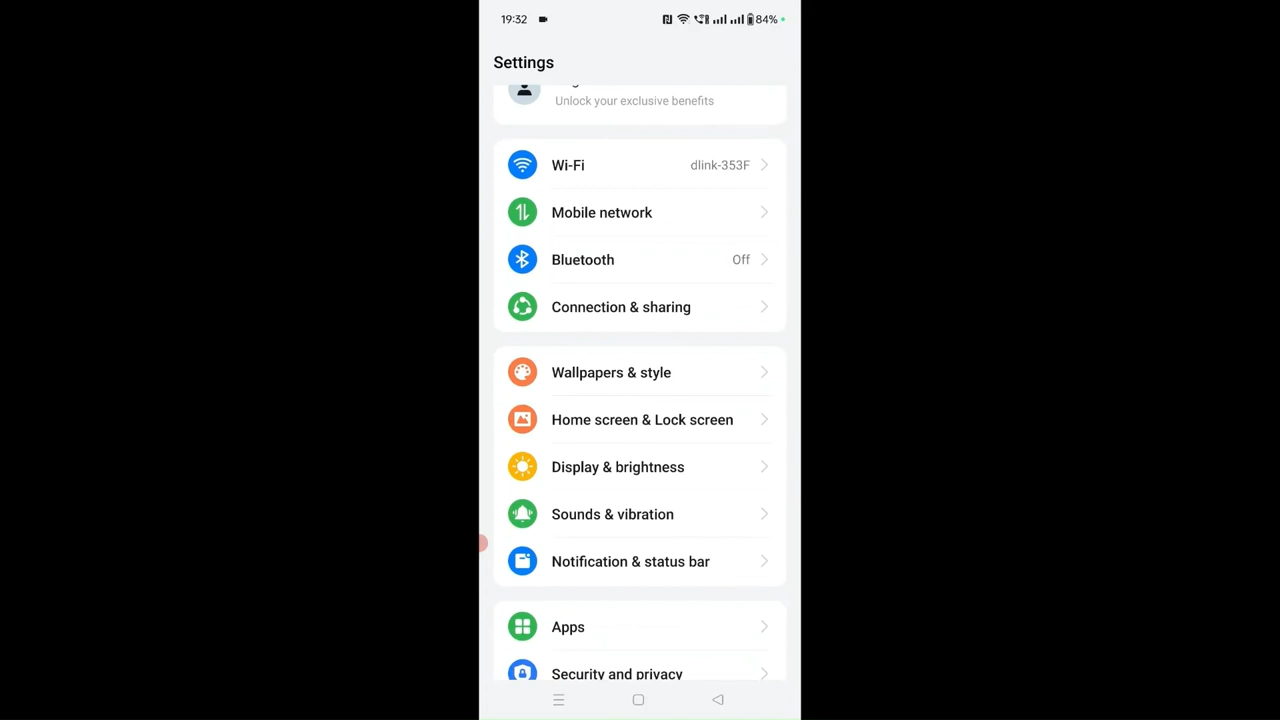 19:32 84%
Settings
Unlock your exclusive benefits
Wi-Fi dlink-353F
Mobile network
Bluetooth Off
Connection & sharing
Wallpapers & style
Home screen & Lock screen
Display & brightness
Sounds & vibration
Notification & status bar
Apps
Security and privacy